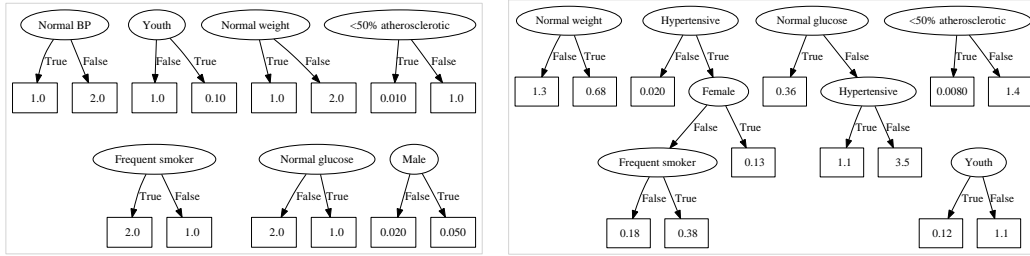 Normal BP
Youth
Normal weight
<50% atherosclerotic
True
False
False
True
True
False
True
False
1.0
2.0
1.0
0.10
1.0
2.0
0.010
1.0
Frequent smoker
Normal glucose
Male
True
False
False
True
False
True
2.0
1.0
2.0
1.0
0.020
0.050
Normal weight
Hypertensive
Normal glucose
<50% atherosclerotic
False
True
False
True
True
False
True
False
1.3
0.68
0.020
Female
0.36
Hypertensive
0.0080
1.4
False
True
True
False
Frequent smoker
0.13
1.1
3.5
Youth
False
True
True
False
0.18
0.38
0.12
1.1